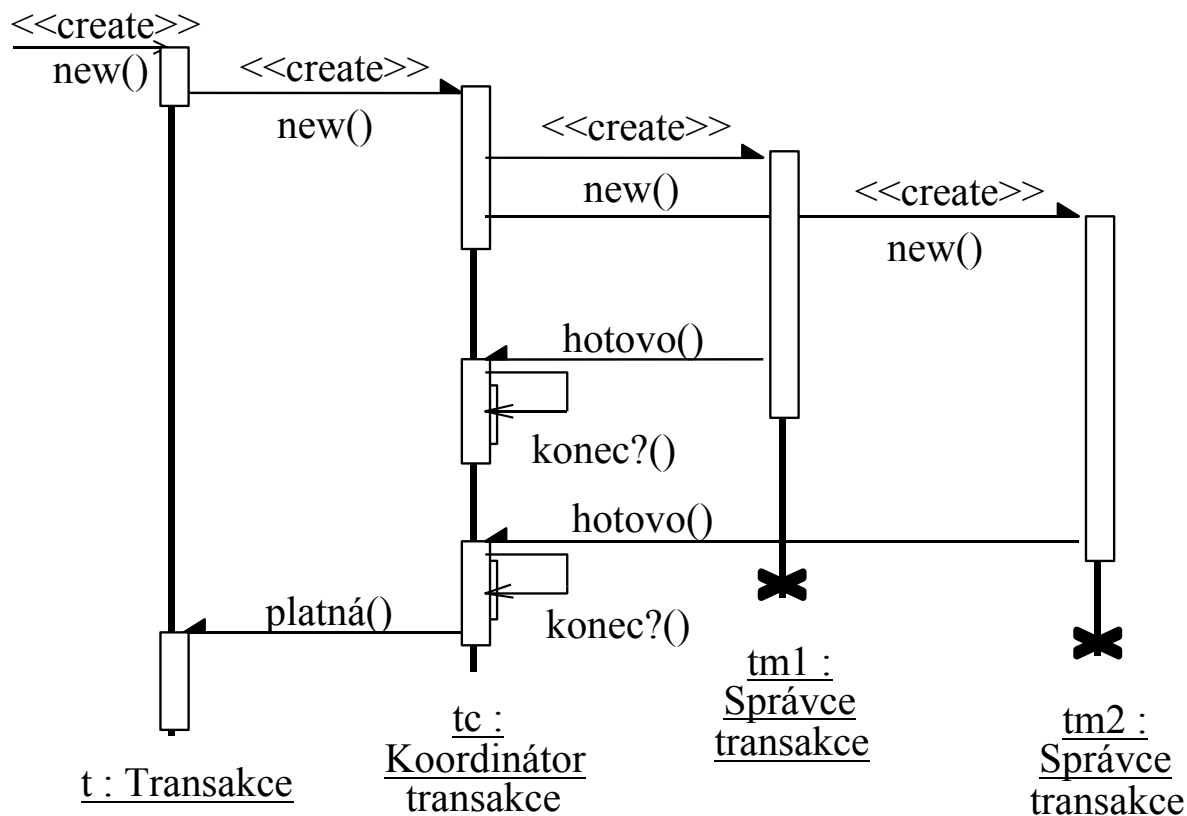 <<create>>
new()
<<create>>
new()
<<create>>
new()
<<create>>
new()
hotovo()
konec?()
hotovo()
konec?()
platná()
t : Transakce
tc :
Koordinátor
transakce
tm1 :
Správce
transakce
tm2 :
Správce
transakce